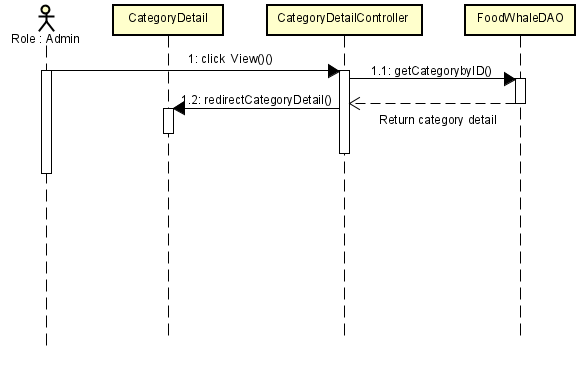 CategoryDetail
CategoryDetailController
FoodWhaleDAO
Role : Admin
1: click View()()
1.1: getCategorybyID()
1.2: redirectCategoryDetail()
Return category detail